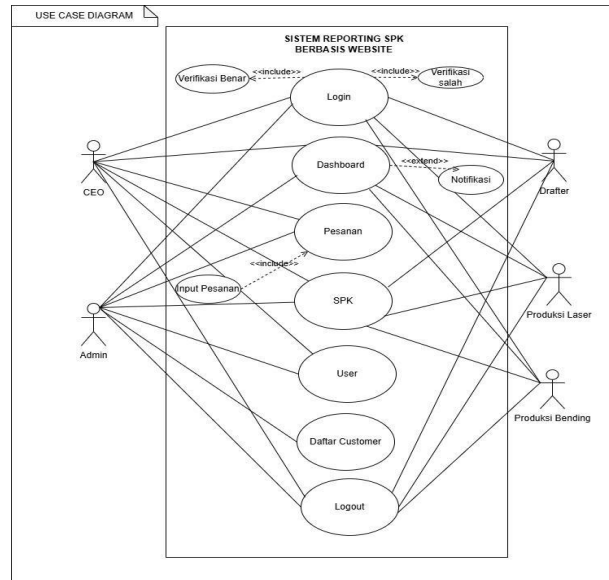 USE CASE DIAGRAM
SISTEM REPORTING SPK
BERBASIS WEBSITE
<<include>>
<<include>>
Verifikasi Benar
Verifikasi
salah
Login
Dashboard
<<extend>>
Notifikasi
CEO
Drafter
Pesanan
<<include>>
Input Pesanan
SPK
Produksi Laser
Admin
User
Produksi Bending
Daftar Customer
Logout